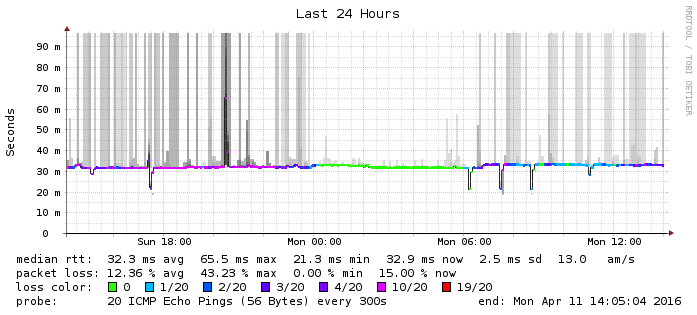 Last 24 Hours
RRDTOOL / TOBI OETIKER
Seconds
90 m
80 m
70 m
60 m
50 m
40 m
30 m
20 m
10 m
0
Sun 18:00 Mon 00:00 Mon 06:00 Mon 12:00
median rtt: 32.3 ms avg 65.5 ms max 21.3 ms min 32.9 ms now 2.5 ms sd 13.0 am/s
packet loss: 12.36 % avg 43.23 % max 0.00 % min 15.00 % now
loss color: 0 1/20 2/20 3/20 4/20 10/20 19/20
probe: 20 ICMP Echo Pings (56 Bytes) every 300s end: Mon Apr 11 14:05:04 2016